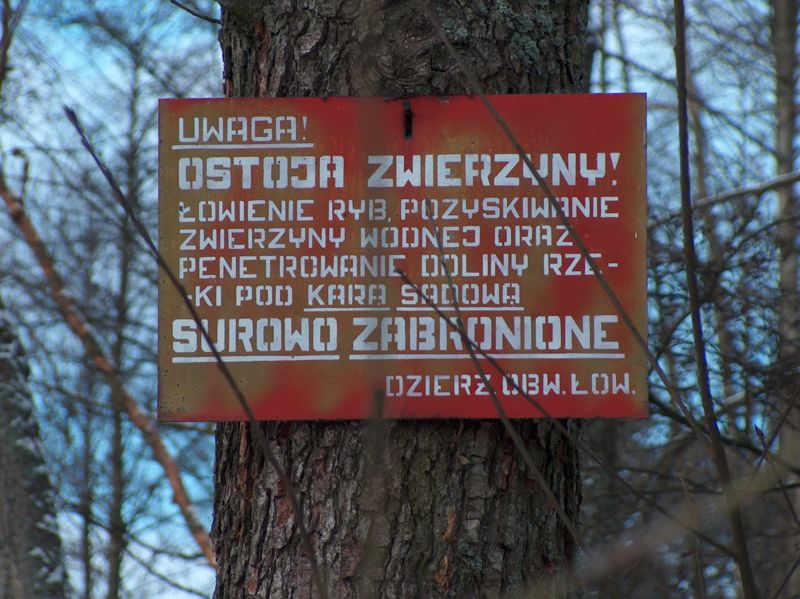 UWAGA!
OSTOJA ZWIERZYNY!
ŁOWIENIE RYB, POZYSKIWANIE
ZWIERZYNY WODNEJ ORAZ
PENETROWANIE DOLINY RZE-
-KI POD KARĄ SĄDOWĄ
SUROWO ZABRONIONE
DZIERŻ. OBW. ŁOW.